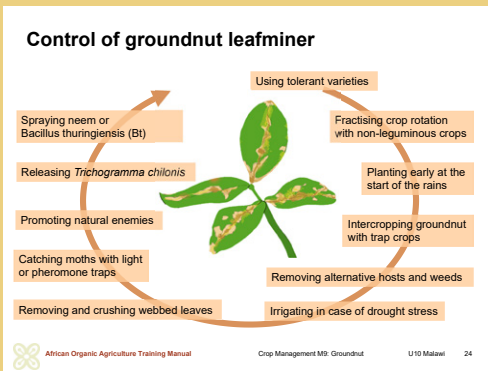 Control of groundnut leafminer
Using tolerant varieties
Fractising crop rotation
with non-leguminous crops
Planting early at the
start of the rains
Intercropping groundnut
with trap crops
Removing alternative hosts and weeds
Irrigating in case of drought stress
Removing and crushing webbed leaves
Catching moths with light
or pheromone traps
Promoting natural enemies
Releasing Trichogramma chilonis
Spraying neem or
Bacillus thuringiensis (Bt)
African Organic Agriculture Training Manual Crop Management M9: Groundnut U10 Malawi 24